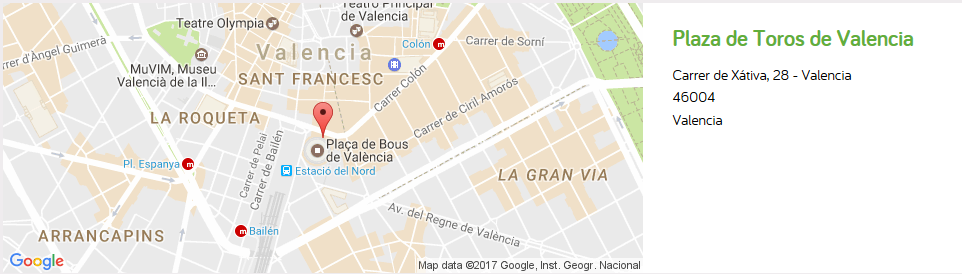 Teatre Olympia
Teatro Principal
de Valencia
Carrer d'Àngel Guimerà
Valencia
Colón
Carrer de Sorní
MuVIM, Museu
Valencià de la Il...
SANT FRANCESC
Carrer Colón
Carrer de Ciril Amorós
LA ROQUETA
Plaça de Bous
de València
Carrer de Pelai
Carrer de Bailén
Pl. Espanya
Estació del Nord
LA GRAN VIA
Av. del Regne de València
Bailén
ARRANCAPINS
Google
Map data ©2017 Google, Inst. Geogr. Nacional
Plaza de Toros de Valencia
Carrer de Xátiva, 28 - Valencia
46004
Valencia